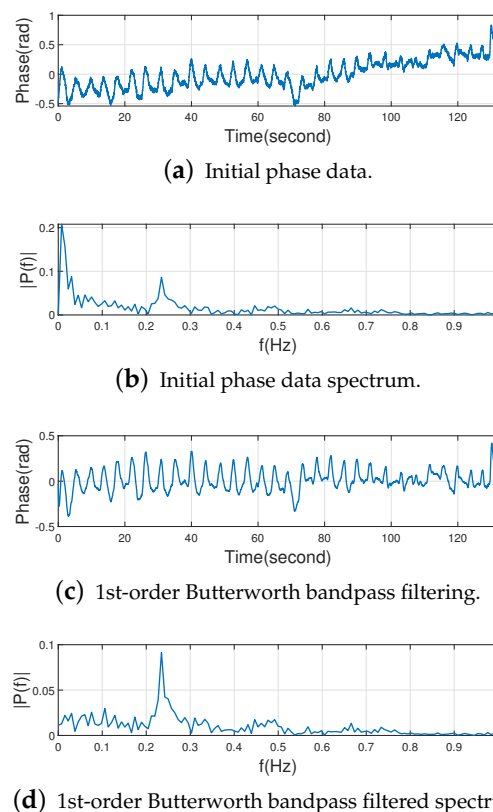 1
0.5
0
-0.5
Phase(rad)
0 20 40 60 80 100 120
Time(second)
(a) Initial phase data.
0.2
0.1
0
|P(f)|
0 0.1 0.2 0.3 0.4 0.5 0.6 0.7 0.8 0.9
f(Hz)
(b) Initial phase data spectrum.
0.5
0
-0.5
Phase(rad)
0 20 40 60 80 100 120
Time(second)
(c) 1st-order Butterworth bandpass filtering.
0.1
0.05
0
|P(f)|
0 0.1 0.2 0.3 0.4 0.5 0.6 0.7 0.8 0.9
f(Hz)
(d) 1st-order Butterworth bandpass filtered spectr